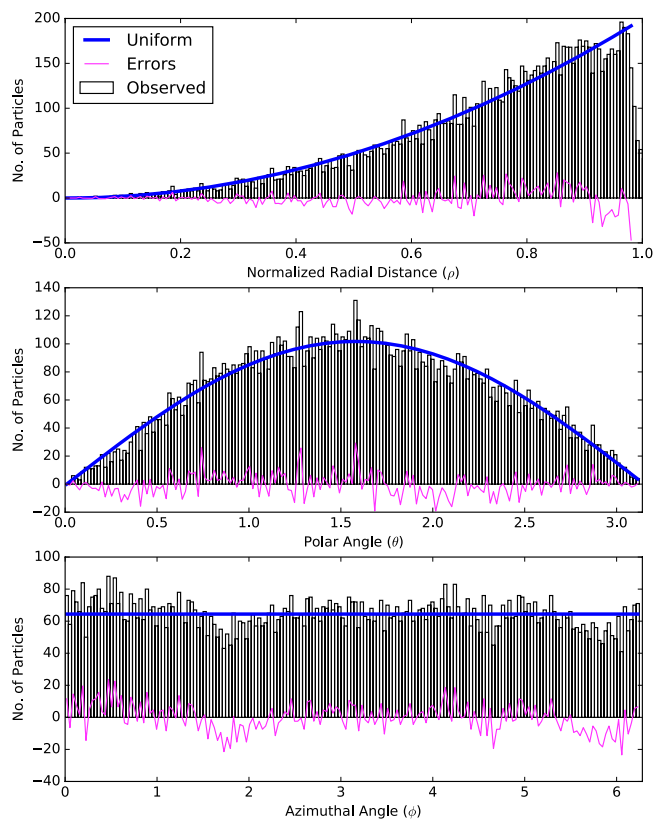 200
150
100
50
0
−50
No. of Particles
Uniform
Errors
Observed
0.0 0.2 0.4 0.6 0.8 1.0
Normalized Radial Distance (ρ)
140
120
100
80
60
40
20
0
−20
No. of Particles
0.0 0.5 1.0 1.5 2.0 2.5 3.0
Polar Angle (θ)
100
80
60
40
20
0
−20
−40
No. of Particles
0 1 2 3 4 5 6
Azimuthal Angle (ϕ)